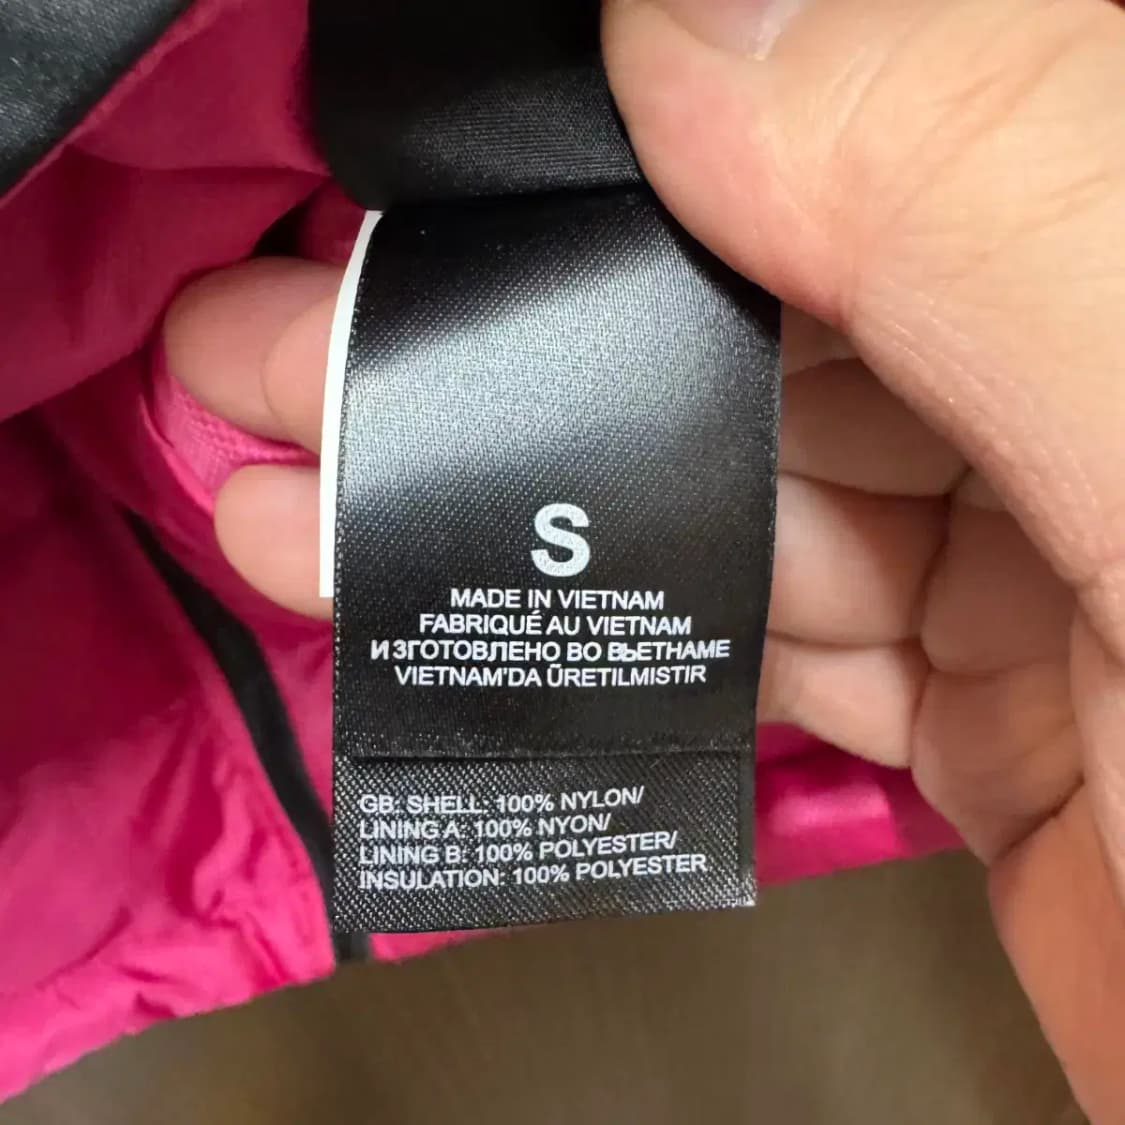 S
MADE IN VIETNAM
FABRIQUÉ AU VIETNAM
ИЗГОТОВЛЕНО ВО ВЬЕТНАМЕ
VIETNAM'DA ÜRETILMISTIR
GB: SHELL: 100% NYLON/
LINING A: 100% NYON/
LINING B: 100% POLYESTER/
INSULATION: 100% POLYESTER